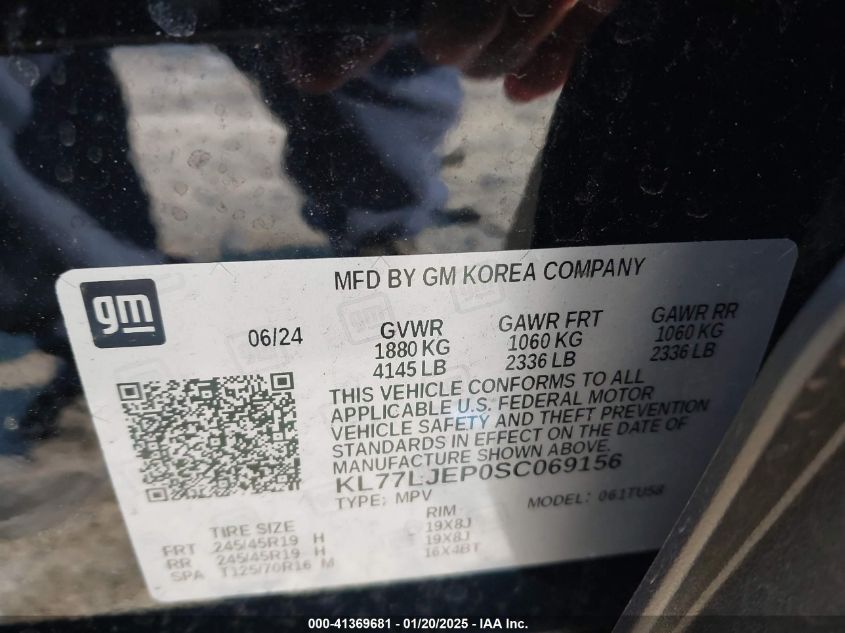 gm
MFD BY GM KOREA COMPANY
06/24
GVWR
1880 KG
4145 LB
GAWR FRT
1060 KG
2336 LB
GAWR RR
1060 KG
2336 LB
THIS VEHICLE CONFORMS TO ALL
APPLICABLE U.S. FEDERAL MOTOR
VEHICLE SAFETY AND THEFT PREVENTION
STANDARDS IN EFFECT ON THE DATE OF
MANUFACTURE SHOWN ABOVE.
KL77LJEP0SC069156
TYPE: MPV
MODEL: 061TU58
TIRE SIZE
RIM
FRT 245/45R19 H 19X8J
RR 245/45R19 H 19X8J
SPA T125/70R16 M 16X4BT
000-41369681 - 01/20/2025 - IAA Inc.